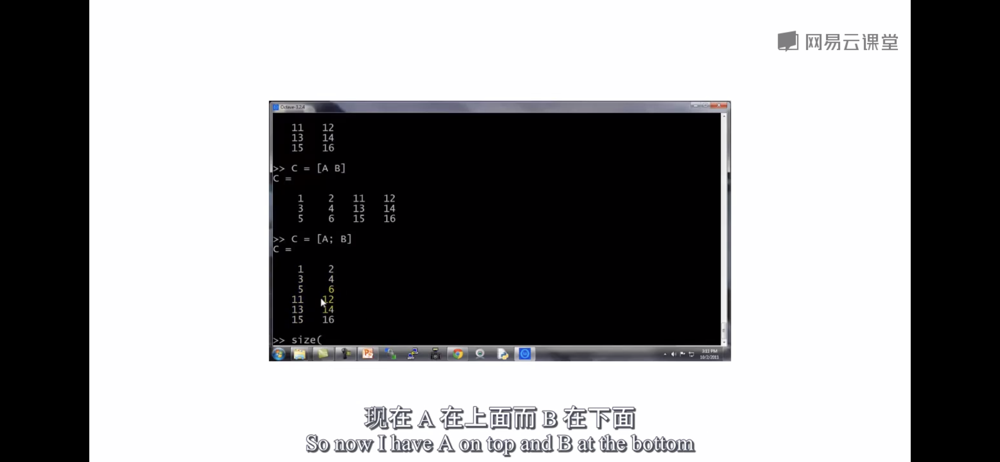 网易云课堂
Octave-3.2.4
11 12
13 14
15 16
>> C = [A B]
C =
1 2 11 12
3 4 13 14
5 6 15 16
>> C = [A; B]
C =
1 2
3 4
5 6
11 12
13 14
15 16
>> size(
3:11 PM
10/2/2011
现在 A 在上面而 B 在下面
So now I have A on top and B at the bottom